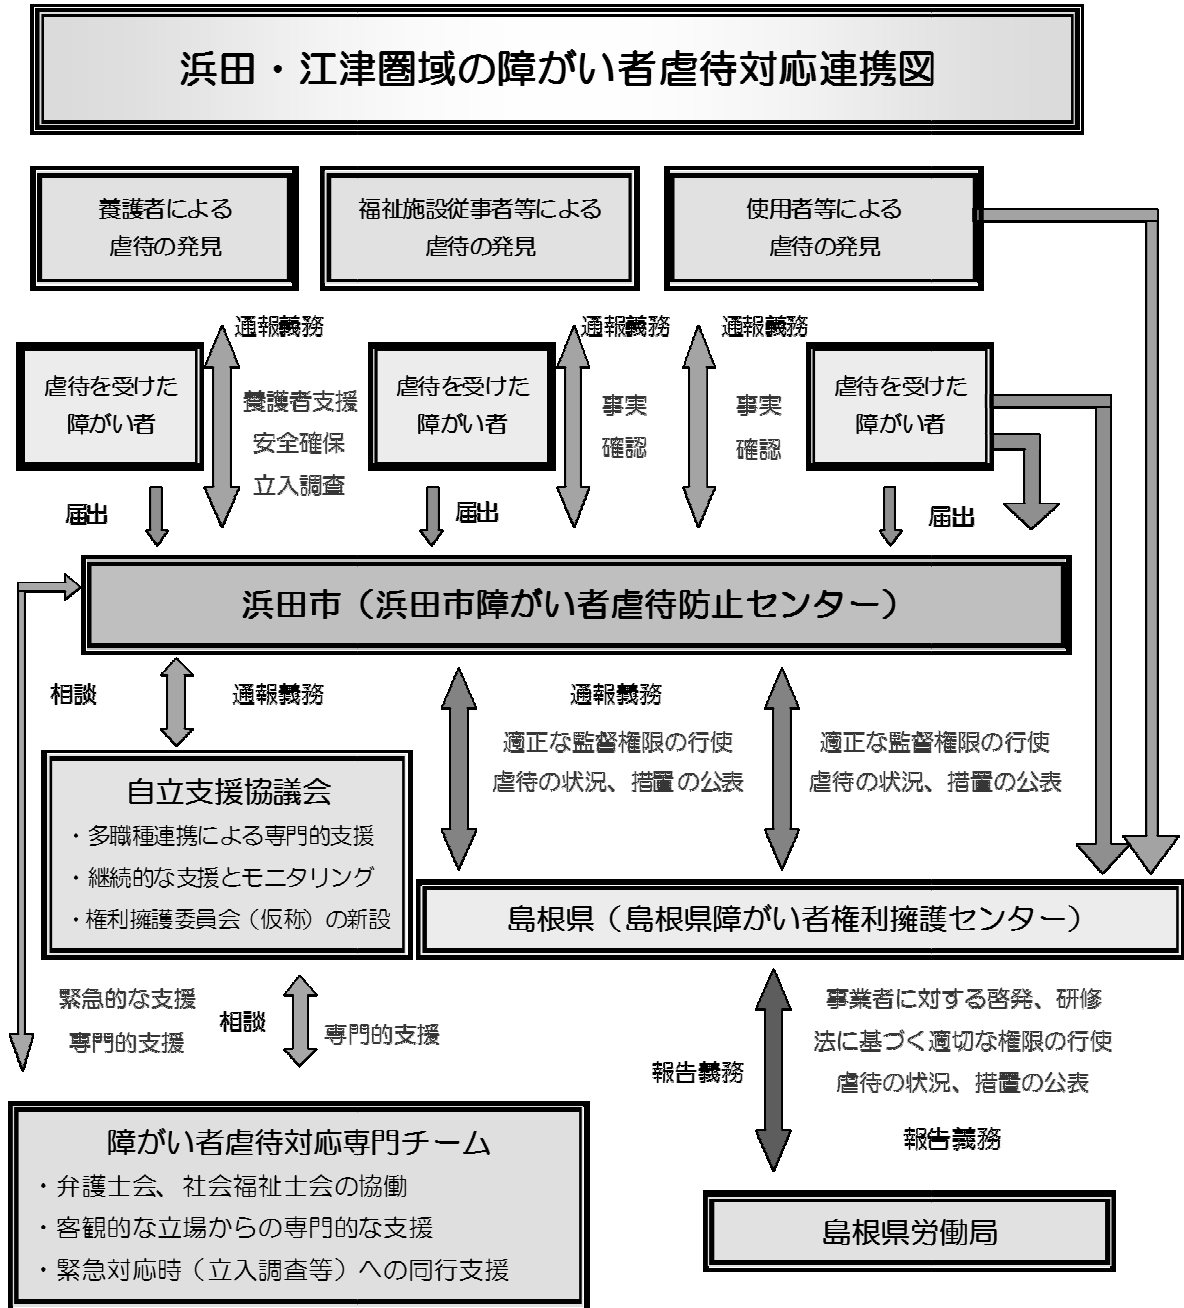 浜田・江津圏域の障がい者虐待対応連携図
養護者による
虐待の発見
福祉施設従事者等による
虐待の発見
使用者等による
虐待の発見
通報義務
通報義務
通報義務
虐待を受けた
障がい者
養護者支援
安全確保
立入調査
虐待を受けた
障がい者
事実
確認
事実
確認
虐待を受けた
障がい者
届出
届出
届出
浜田市（浜田市障がい者虐待防止センター）
相談
通報義務
通報義務
適正な監督権限の行使
虐待の状況、措置の公表
適正な監督権限の行使
虐待の状況、措置の公表
自立支援協議会
・多職種連携による専門的支援
・継続的な支援とモニタリング
・権利擁護委員会（仮称）の新設
島根県（島根県障がい者権利擁護センター）
緊急的な支援
専門的支援
相談
専門的支援
報告義務
事業者に対する啓発、研修
法に基づく適切な権限の行使
虐待の状況、措置の公表
報告義務
障がい者虐待対応専門チーム
・弁護士会、社会福祉士会の協働
・客観的な立場からの専門的な支援
・緊急対応時（立入調査等）への同行支援
島根県労働局